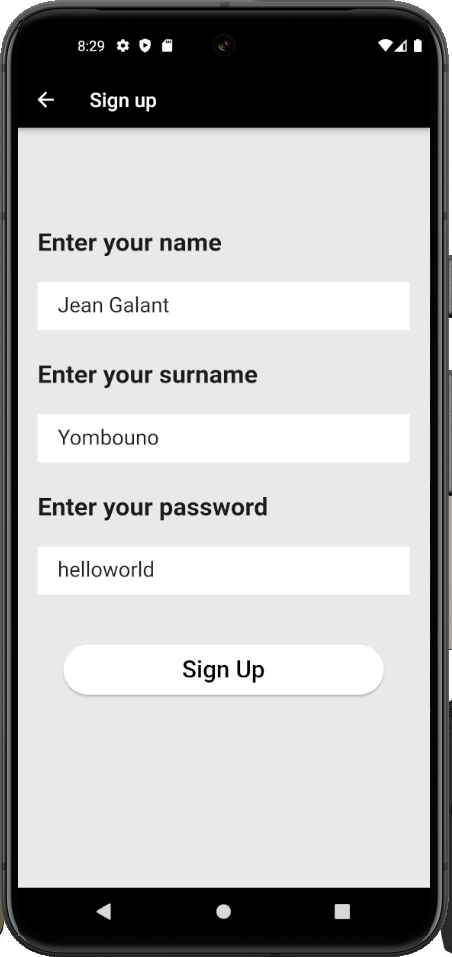 8:29
Sign up
Enter your name
Jean Galant
Enter your surname
Yombouno
Enter your password
helloworld
Sign Up